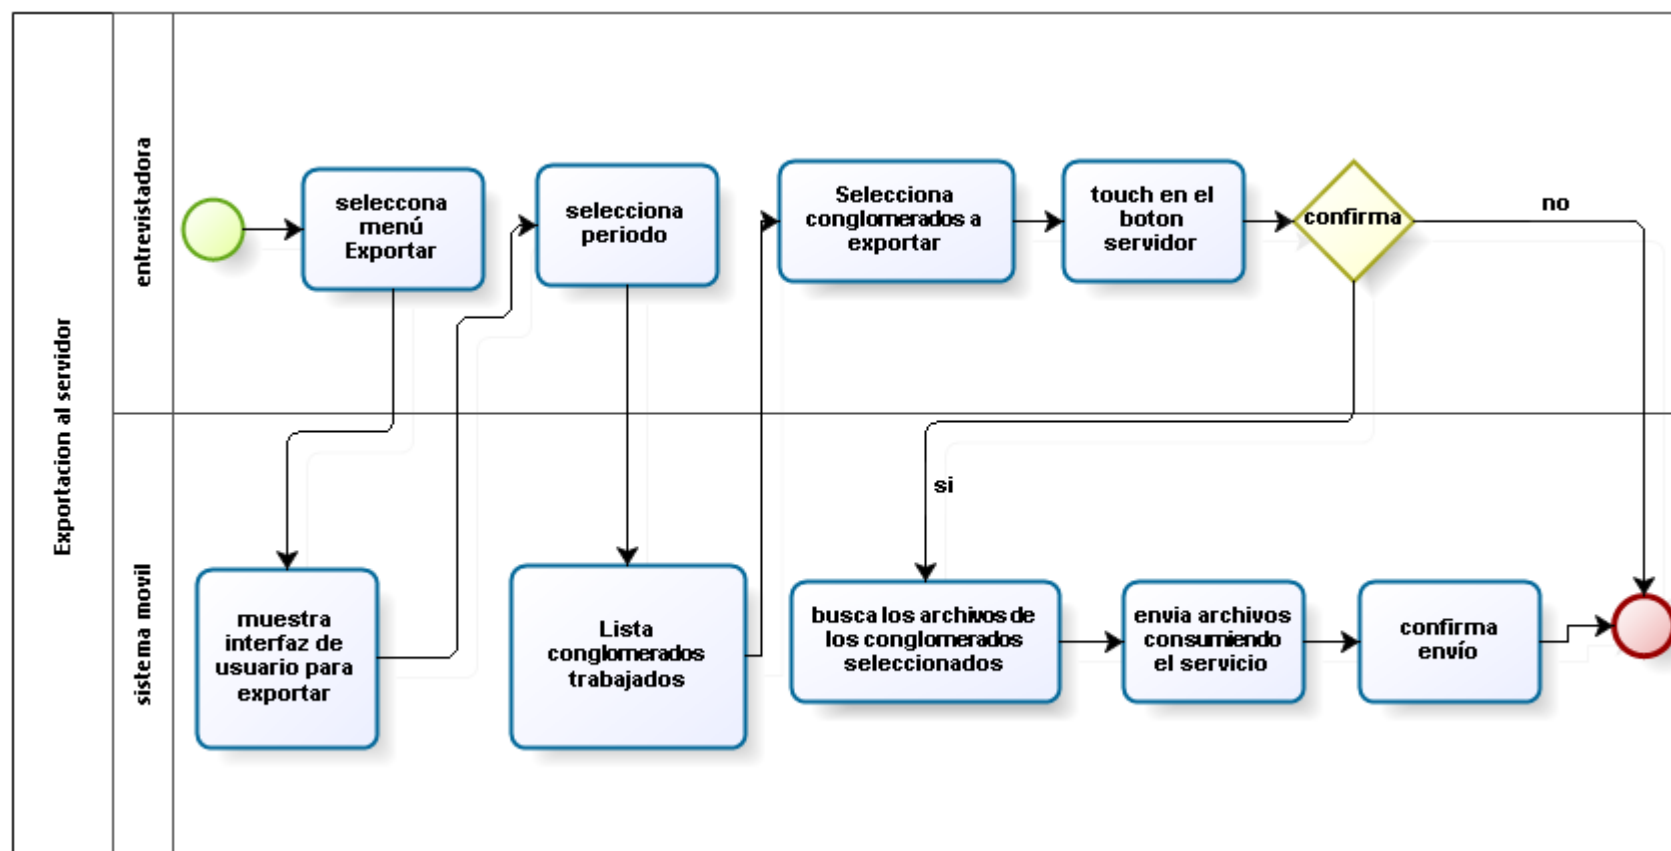 Exportacion al servidor
entrevistadora
seleccona
menú
Exportar
selecciona
periodo
Selecciona
conglomerados a
exportar
touch en el
boton
servidor
confirma
no
sistema movil
si
muestra
interfaz de
usuario para
exportar
Lista
conglomerados
trabajados
busca los archivos de
los conglomerados
seleccionados
envia archivos
consumiendo
el servicio
confirma
envío